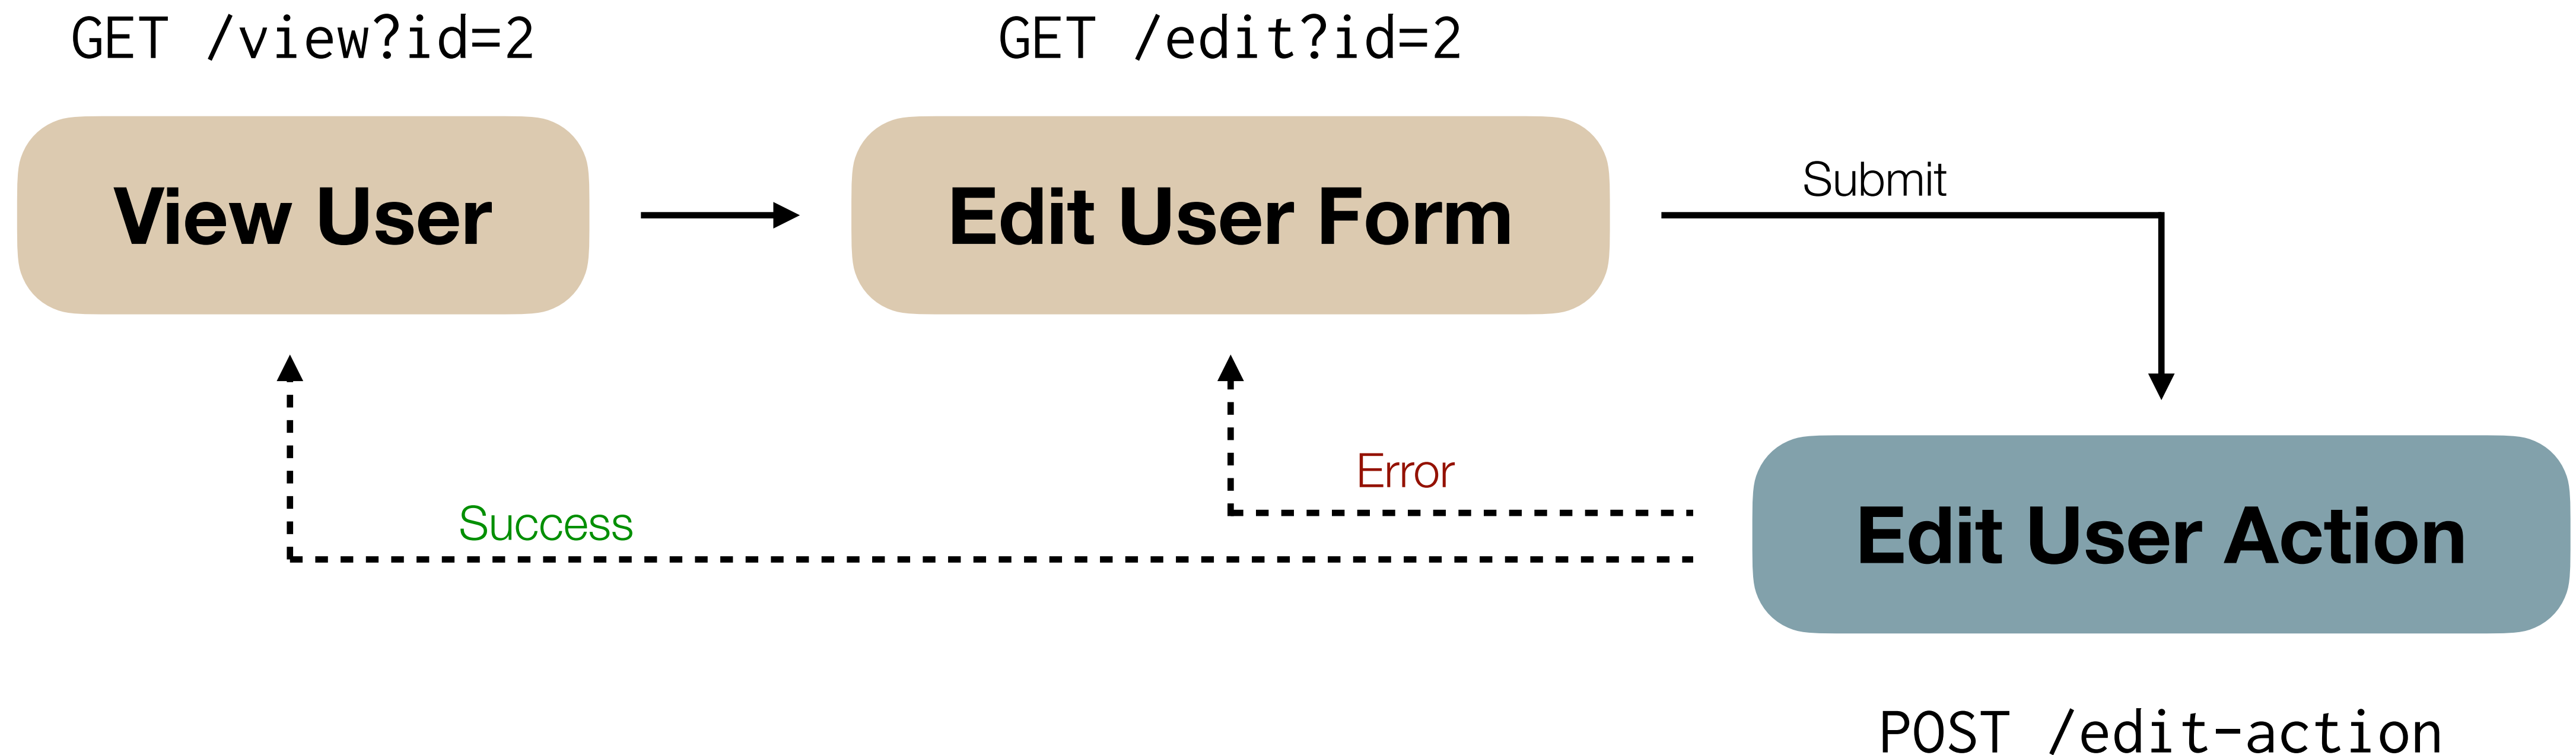 GET /view?id=2
GET /edit?id=2
View User
Edit User Form
Submit
Error
Success
Edit User Action
POST /edit-action